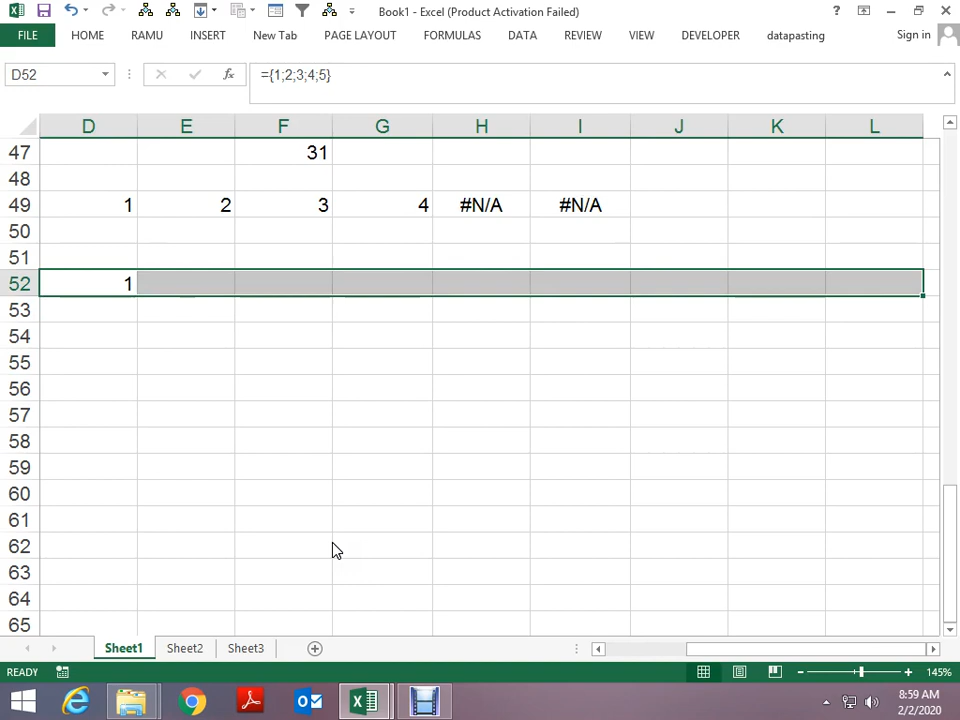 Book1 - Excel (Product Activation Failed)
?
FILE HOME RAMU INSERT New Tab PAGE LAYOUT FORMULAS DATA REVIEW VIEW DEVELOPER datapasting Sign in
D52 fx ={1;2;3;4;5}
D E F G H I J K L
47 31
48
49 1 2 3 4 #N/A #N/A
50
51
52 1
53
54
55
56
57
58
59
60
61
62
63
64
65
Sheet1 Sheet2 Sheet3
READY 145%
8:59 AM
2/2/2020